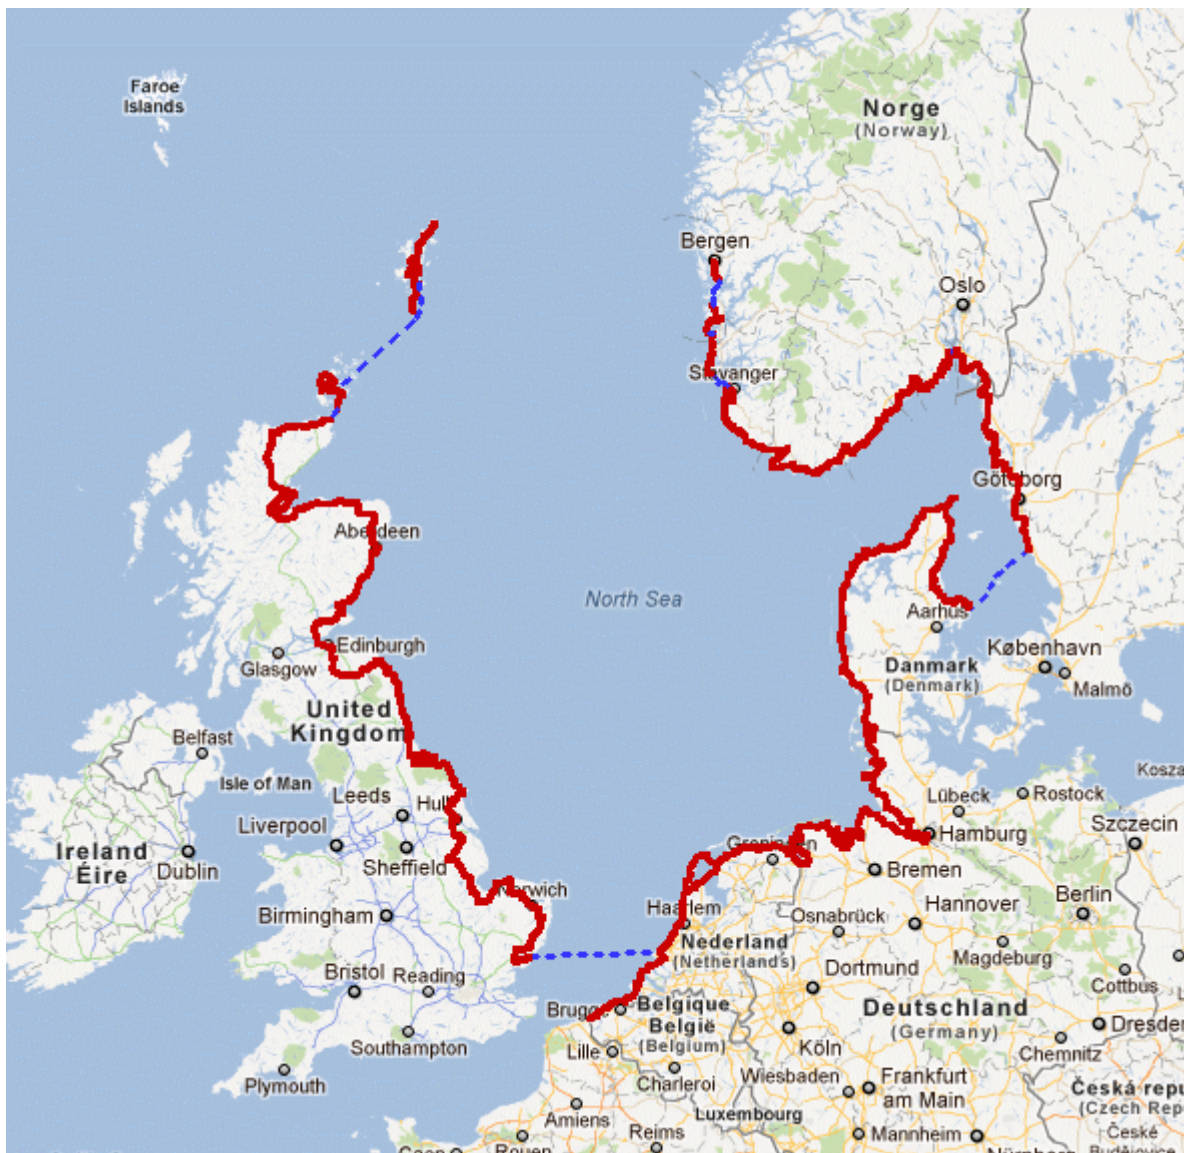 Faroe
Islands
Norge
(Norway)
Bergen
Oslo
Stavanger
Göteborg
Aberdeen
North Sea
Aarhus
Edinburgh
Glasgow
København
Danmark
(Denmark)
Malmö
United
Kingdom
Belfast
Isle of Man
Leeds
Hull
Lübeck
Rostock
Liverpool
Hamburg
Szczecin
Groningen
Ireland
Éire
Dublin
Sheffield
Bremen
Norwich
Berlin
Birmingham
Haarlem
Osnabrück
Hannover
Nederland
(Netherlands)
Magdeburg
Bristol
Reading
Dortmund
Cottbus
Brugge
Belgique
België
(Belgium)
Deutschland
(Germany)
Dresden
Southampton
Lille
Köln
Chemnitz
Plymouth
Charleroi
Wiesbaden
Frankfurt
am Main
Česká repu
(Czech Rep
Amiens
Luxembourg
Mannheim
České
Reims
Koszа